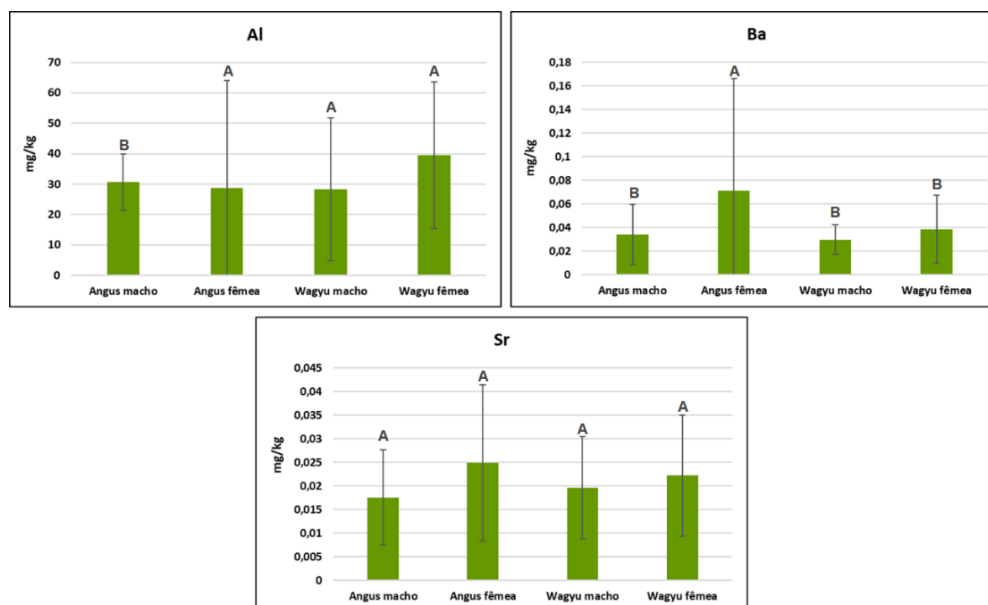 Al
70
60
50
40
30
20
10
0
mg/kg
B
A
A
A
Angus macho Angus fêmea Wagyu macho Wagyu fêmea
Ba
0,18
0,16
0,14
0,12
0,1
0,08
0,06
0,04
0,02
0
mg/kg
B
A
B
B
Angus macho Angus fêmea Wagyu macho Wagyu fêmea
Sr
0,045
0,04
0,035
0,03
0,025
0,02
0,015
0,01
0,005
0
mg/kg
A
A
A
A
Angus macho Angus fêmea Wagyu macho Wagyu fêmea